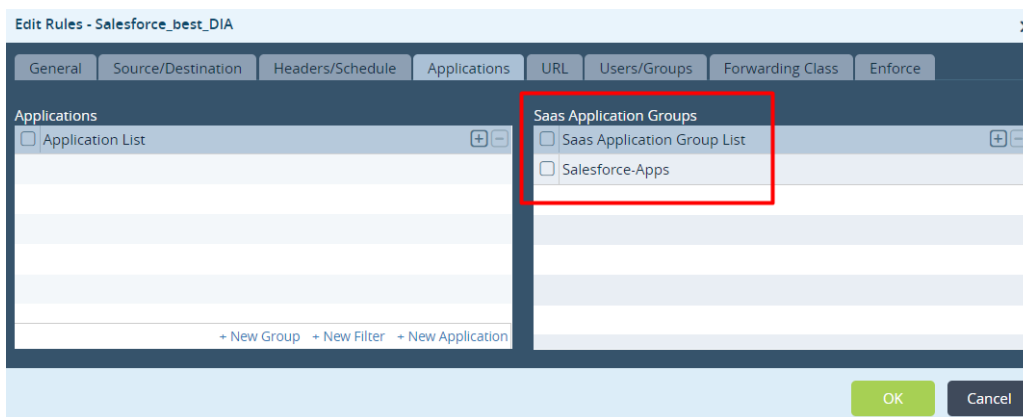 Edit Rules - Salesforce_best_DIA
General Source/Destination Headers/Schedule Applications URL Users/Groups Forwarding Class Enforce
Applications
Application List
+ New Group + New Filter + New Application
Saas Application Groups
Saas Application Group List
Salesforce-Apps
OK Cancel